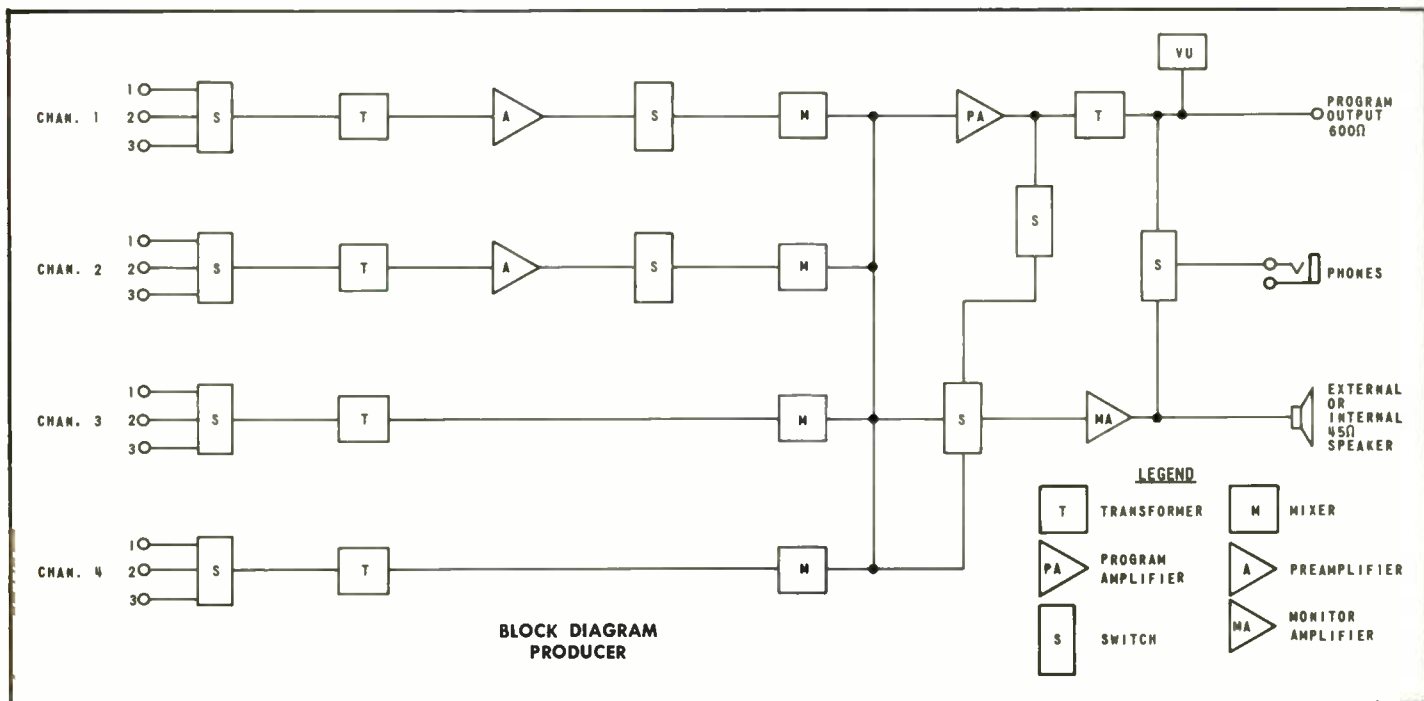 VU
CHAN. 1
1
2
3
S
T
A
S
M
PA
T
PROGRAM
OUTPUT
600Ω
S
CHAN. 2
1
2
3
S
T
A
S
M
S
PHONES
CHAN. 3
1
2
3
S
T
M
S
MA
EXTERNAL
OR
INTERNAL
45Ω
SPEAKER
CHAN. 4
1
2
3
S
T
M
LEGEND
T TRANSFORMER
M MIXER
PA PROGRAM
AMPLIFIER
A PREAMPLIFIER
S SWITCH
MA MONITOR
AMPLIFIER
BLOCK DIAGRAM
PRODUCER